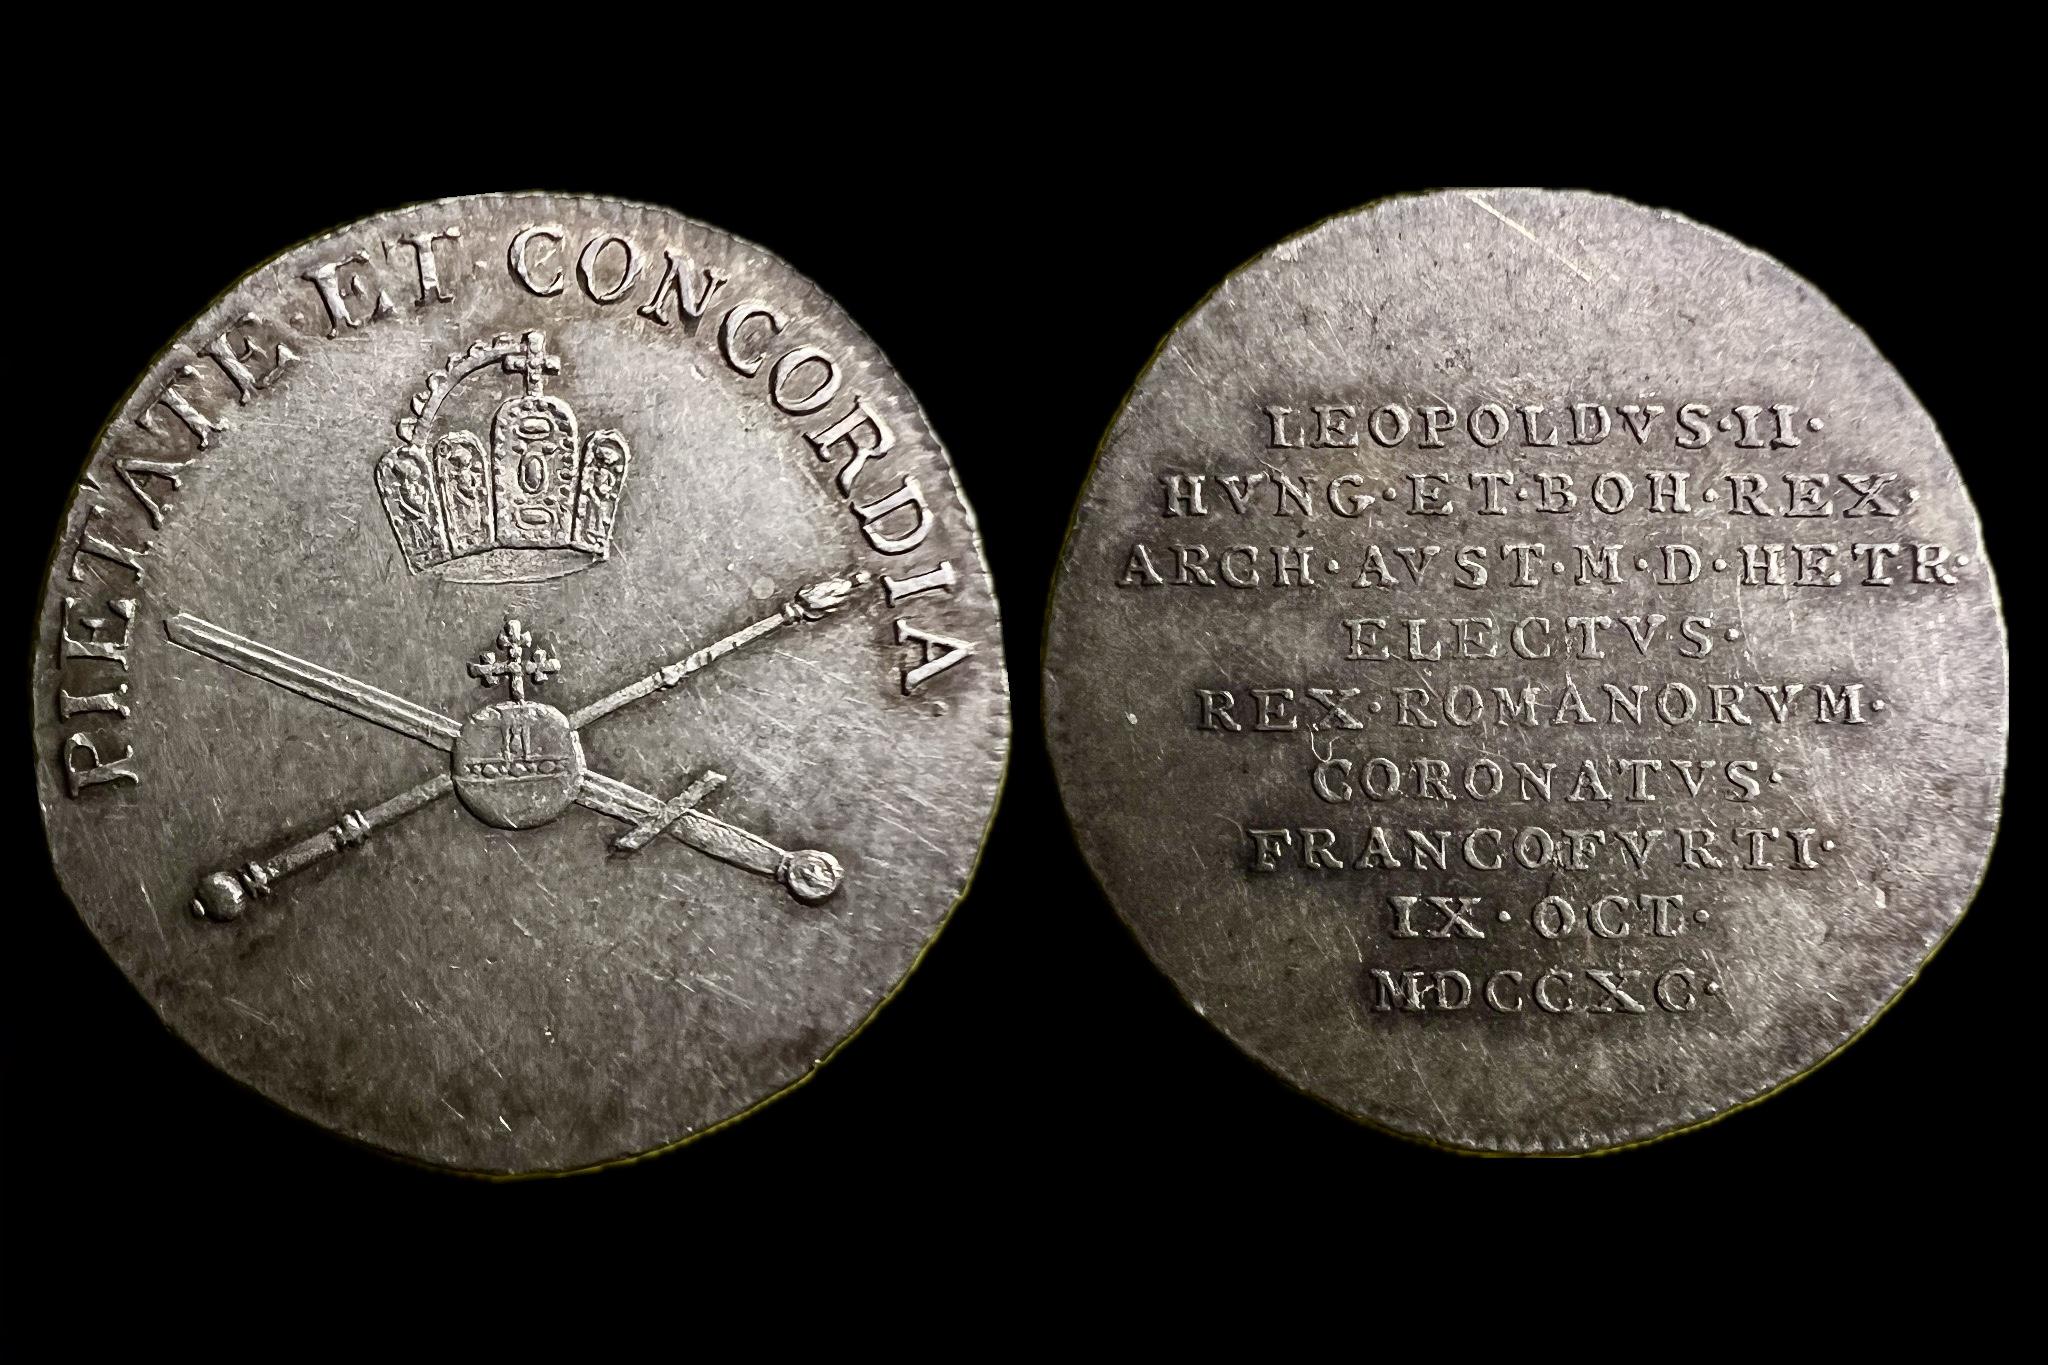 PIETATE·ET·CONCORDIA·
LEOPOLDVS·II·
HVNG·ET·BOH·REX·
ARCH·AVST·M·D·HETR·
ELECTVS·
REX·ROMANORVM·
CORONATVS·
FRANCOFVRTI·
IX·OCT·
MDCCXC·